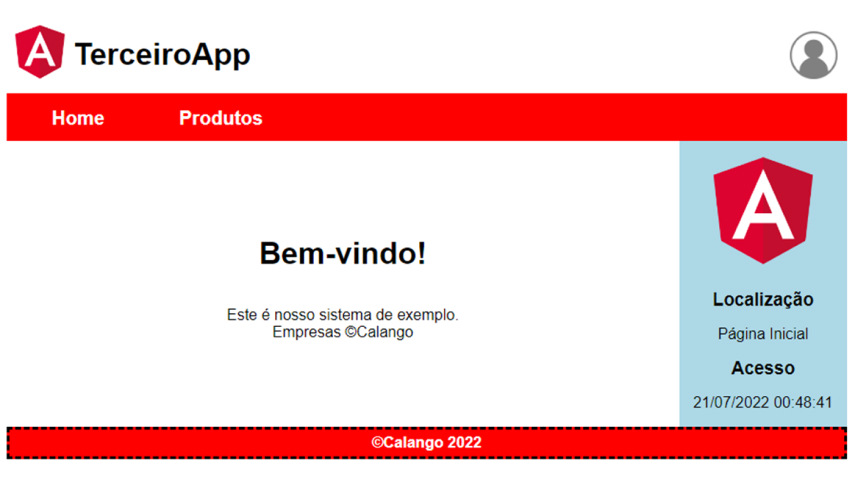 A TerceiroApp
Home Produtos
Bem-vindo!
Este é nosso sistema de exemplo.
Empresas ©Calango
A
Localização
Página Inicial
Acesso
21/07/2022 00:48:41
©Calango 2022